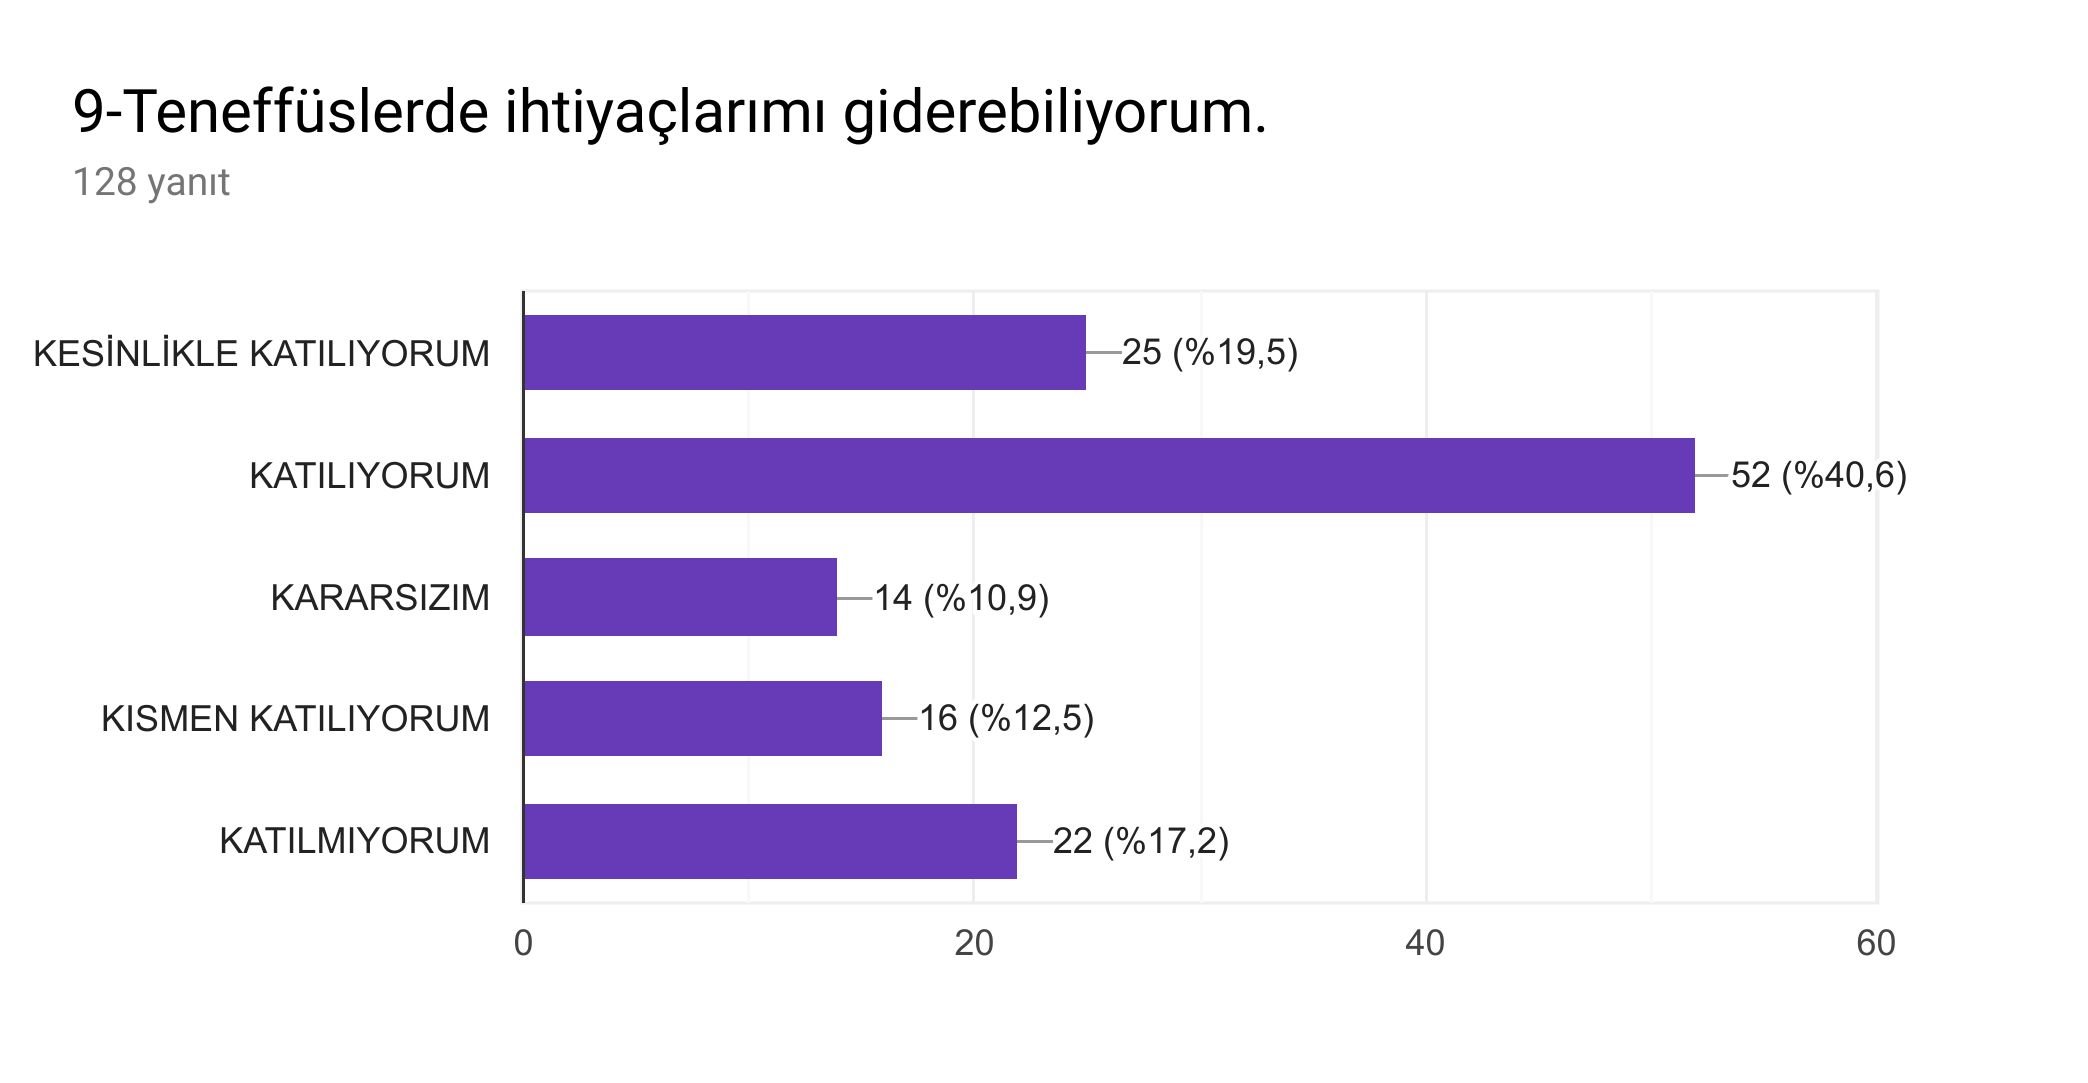 9-Teneffüslerde ihtiyaçlarımı giderebiliyorum.
128 yanıt
KESİNLİKLE KATILIYORUM 25 (%19,5)
KATILIYORUM 52 (%40,6)
KARARSIZIM 14 (%10,9)
KISMEN KATILIYORUM 16 (%12,5)
KATILMIYORUM 22 (%17,2)
0 20 40 60